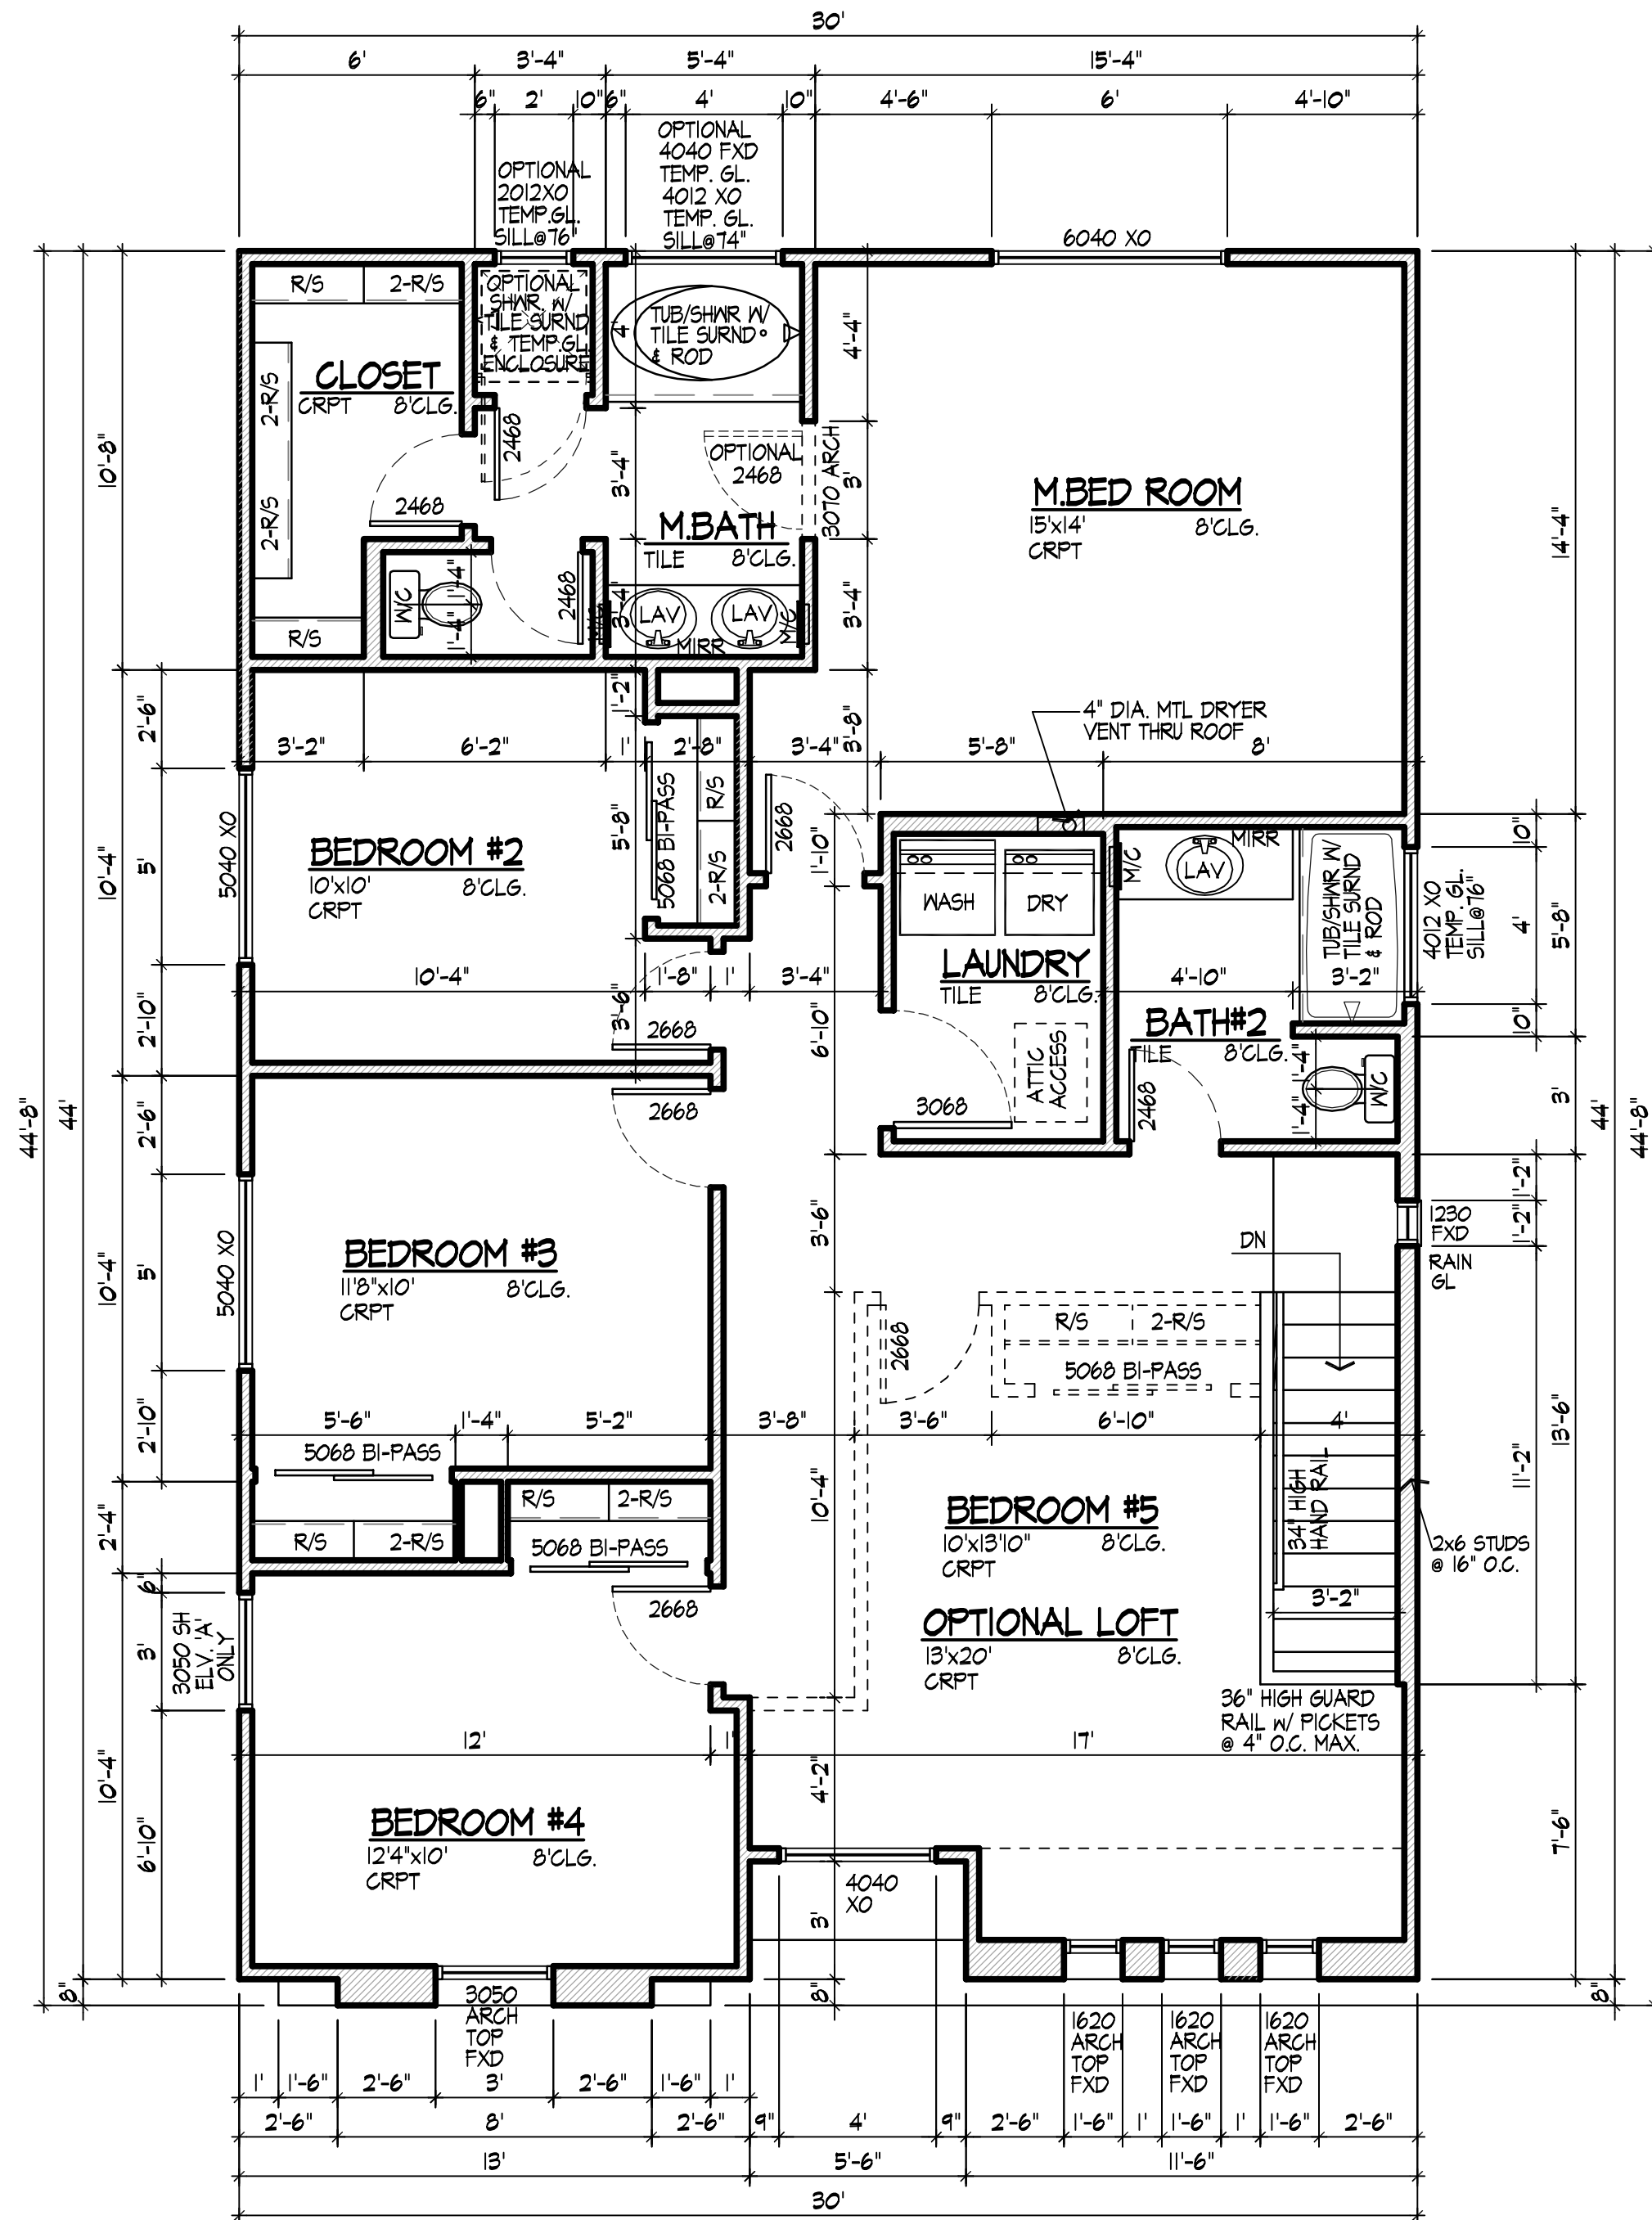 30'
6' 3'-4" 5'-4" 15'-4"
6" 2' 10" 6" 4' 10" 4'-6" 6' 4'-10"
OPTIONAL
2012XO
TEMP.GL.
SILL@76"
OPTIONAL
4040 FXD
TEMP. GL.
4012 XO
TEMP. GL.
SILL@74"
6040 XO
R/S 2-R/S
OPTIONAL
SHWR. W/
TILE SURND
& TEMP.GL.
ENCLOSURE
TUB/SHWR W/
TILE SURND
& ROD
4'
4'-4"
CLOSET
CRPT 8'CLG.
2-R/S
2-R/S
R/S
2468
2468
2468
OPTIONAL
2468
3070 ARCH
3'-4"
3'
M.BATH
TILE 8'CLG.
M.BED ROOM
15'x14' 8'CLG.
CRPT
10'-8"
14'-4"
M/C
1'-4"
1'-4"
3'-4"
LAV LAV
MIRR
M/C
M/C
3'-4"
1'-2"
3'-8"
4" DIA. MTL DRYER
VENT THRU ROOF
3'-2" 6'-2" 1' 2'-8" 3'-4" 5'-8" 8'
2'-6"
5'
2'-10"
10'-4"
5040 XO
BEDROOM #2
10'x10' 8'CLG.
CRPT
5'-8"
5068 BI-PASS
R/S
2-R/S
2668
1'-10"
WASH DRY
M/C
LAV
MIRR
TUB/SHWR W/
TILE SURND
& ROD
4012 XO
TEMP. GL.
SILL@76"
10"
4'
10"
5'-8"
LAUNDRY
TILE 8'CLG.
10'-4" 1'-8" 1' 3'-4" 4'-10" 3'-2"
BATH#2
TILE 8'CLG.
3'-6"
6'-10"
2668
2668
3068
ATTIC
ACCESS
2468
1'-4"
1'-4"
M/C
3'
44'-8"
44'
44'
44'-8"
2'-6"
5'
2'-10"
10'-4"
5040 XO
BEDROOM #3
11'8"x10' 8'CLG.
CRPT
3'-6"
DN
1230
FXD
RAIN
GL
1'-2"
1'-2"
2668
R/S 2-R/S
5068 BI-PASS
5'-6" 1'-4" 5'-2" 3'-8" 3'-6" 6'-10" 4'
5068 BI-PASS
R/S 2-R/S
R/S 2-R/S
5068 BI-PASS
2'-4"
10'-4"
11'-2"
13'-6"
34" HIGH
HAND RAIL
BEDROOM #5
10'x13'10" 8'CLG.
CRPT
2x6 STUDS
@ 16" O.C.
6"
3'
6'-10"
10'-4"
3050 SH
ELV. 'A'
ONLY
2668
3'-2"
OPTIONAL LOFT
13'x20' 8'CLG.
CRPT
36" HIGH GUARD
RAIL W/ PICKETS
@ 4" O.C. MAX.
12' 1' 17'
4'-2"
7'-6"
BEDROOM #4
12'4"x10' 8'CLG.
CRPT
4040
XO
3'
8"
8"
8"
3050
ARCH
TOP
FXD
1620
ARCH
TOP
FXD
1620
ARCH
TOP
FXD
1620
ARCH
TOP
FXD
1' 1'-6" 2'-6" 3' 2'-6" 1'-6" 1'
2'-6" 8' 2'-6" 9" 4' 9" 2'-6" 1'-6" 1' 1'-6" 1' 1'-6" 2'-6"
13' 5'-6" 11'-6"
30'